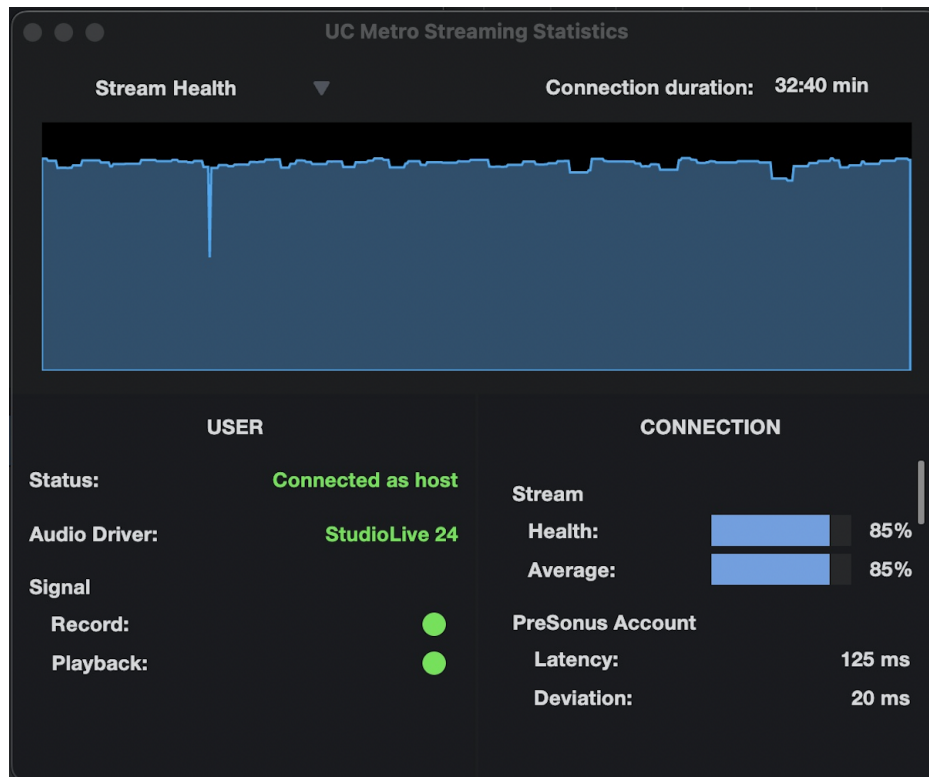 UC Metro Streaming Statistics
Stream Health
Connection duration: 32:40 min
USER
Status: Connected as host
Audio Driver: StudioLive 24
Signal
Record:
Playback:
CONNECTION
Stream
Health: 85%
Average: 85%
PreSonus Account
Latency: 125 ms
Deviation: 20 ms